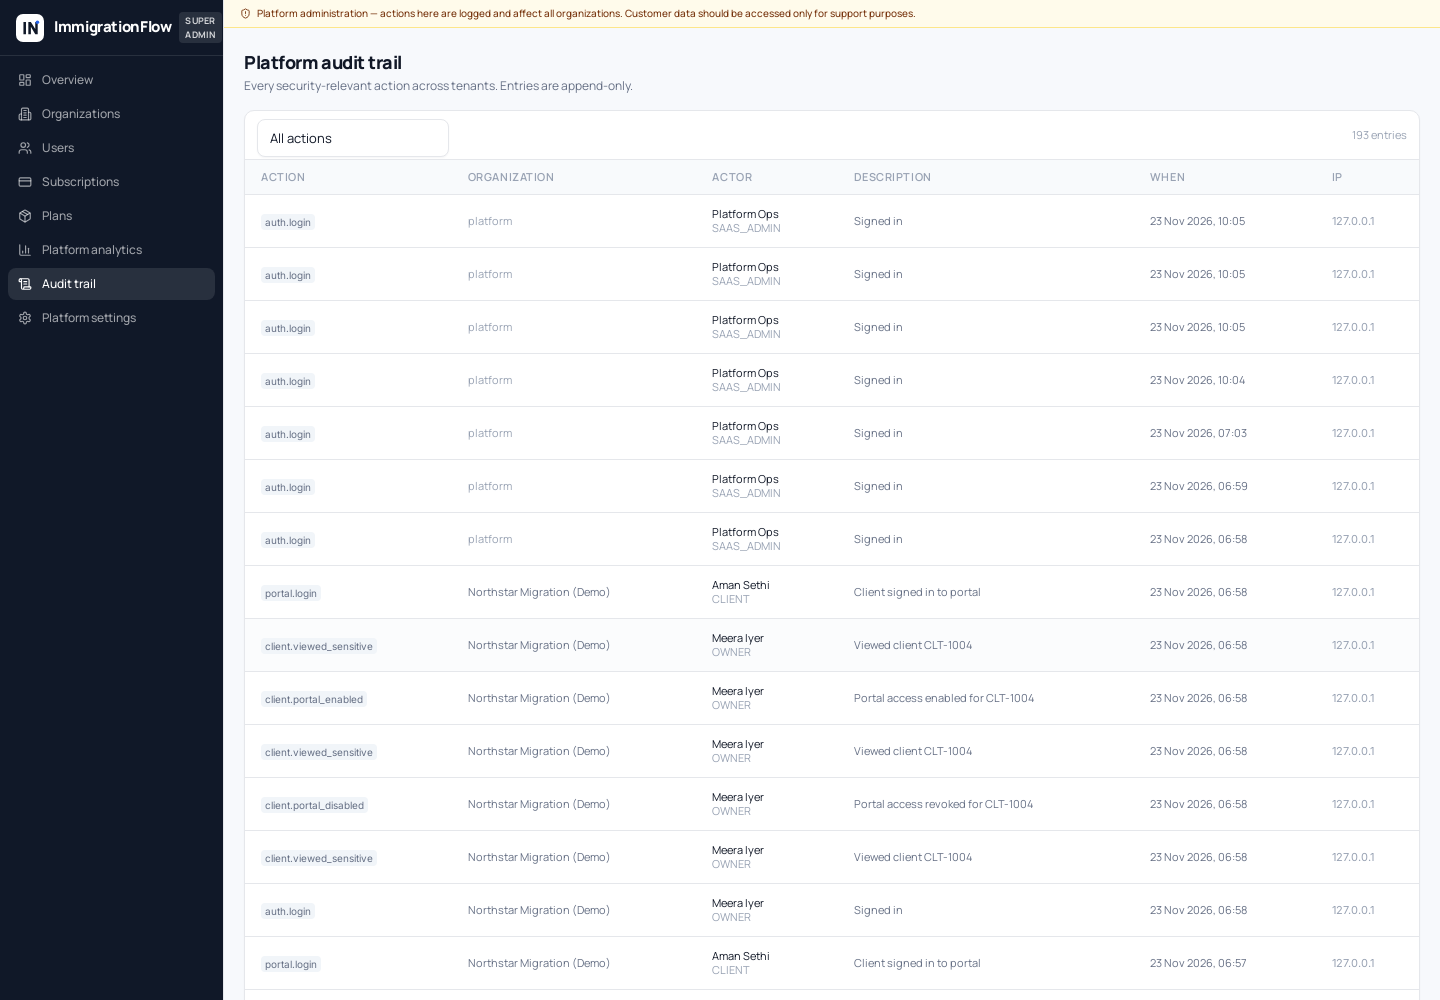 IN ImmigrationFlow SUPER ADMIN
Platform administration — actions here are logged and affect all organizations. Customer data should be accessed only for support purposes.
Overview
Organizations
Users
Subscriptions
Plans
Platform analytics
Audit trail
Platform settings
Platform audit trail
Every security-relevant action across tenants. Entries are append-only.
All actions
193 entries
ACTION ORGANIZATION ACTOR DESCRIPTION WHEN IP
auth.login platform Platform Ops SAAS_ADMIN Signed in 23 Nov 2026, 10:05 127.0.0.1
auth.login platform Platform Ops SAAS_ADMIN Signed in 23 Nov 2026, 10:05 127.0.0.1
auth.login platform Platform Ops SAAS_ADMIN Signed in 23 Nov 2026, 10:05 127.0.0.1
auth.login platform Platform Ops SAAS_ADMIN Signed in 23 Nov 2026, 10:04 127.0.0.1
auth.login platform Platform Ops SAAS_ADMIN Signed in 23 Nov 2026, 07:03 127.0.0.1
auth.login platform Platform Ops SAAS_ADMIN Signed in 23 Nov 2026, 06:59 127.0.0.1
auth.login platform Platform Ops SAAS_ADMIN Signed in 23 Nov 2026, 06:58 127.0.0.1
portal.login Northstar Migration (Demo) Aman Sethi CLIENT Client signed in to portal 23 Nov 2026, 06:58 127.0.0.1
client.viewed_sensitive Northstar Migration (Demo) Meera Iyer OWNER Viewed client CLT-1004 23 Nov 2026, 06:58 127.0.0.1
client.portal_enabled Northstar Migration (Demo) Meera Iyer OWNER Portal access enabled for CLT-1004 23 Nov 2026, 06:58 127.0.0.1
client.viewed_sensitive Northstar Migration (Demo) Meera Iyer OWNER Viewed client CLT-1004 23 Nov 2026, 06:58 127.0.0.1
client.portal_disabled Northstar Migration (Demo) Meera Iyer OWNER Portal access revoked for CLT-1004 23 Nov 2026, 06:58 127.0.0.1
client.viewed_sensitive Northstar Migration (Demo) Meera Iyer OWNER Viewed client CLT-1004 23 Nov 2026, 06:58 127.0.0.1
auth.login Northstar Migration (Demo) Meera Iyer OWNER Signed in 23 Nov 2026, 06:58 127.0.0.1
portal.login Northstar Migration (Demo) Aman Sethi CLIENT Client signed in to portal 23 Nov 2026, 06:57 127.0.0.1